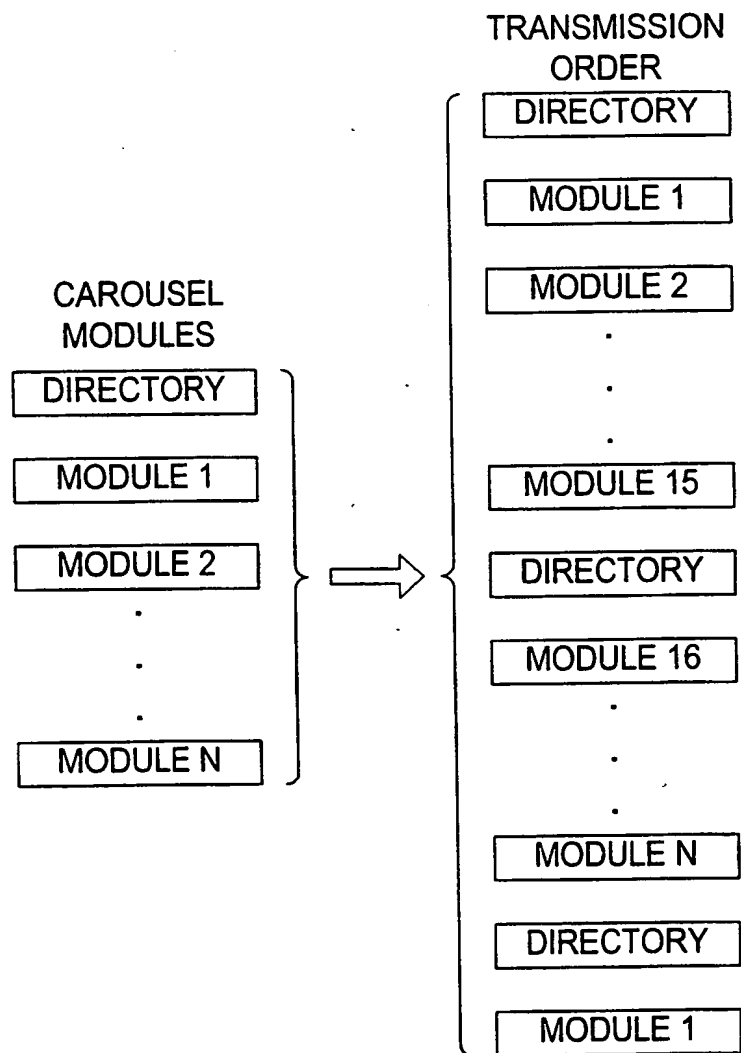 CAROUSEL
MODULES
DIRECTORY
MODULE 1
MODULE 2
MODULE N
TRANSMISSION
ORDER
DIRECTORY
MODULE 1
MODULE 2
MODULE 15
DIRECTORY
MODULE 16
MODULE N
DIRECTORY
MODULE 1